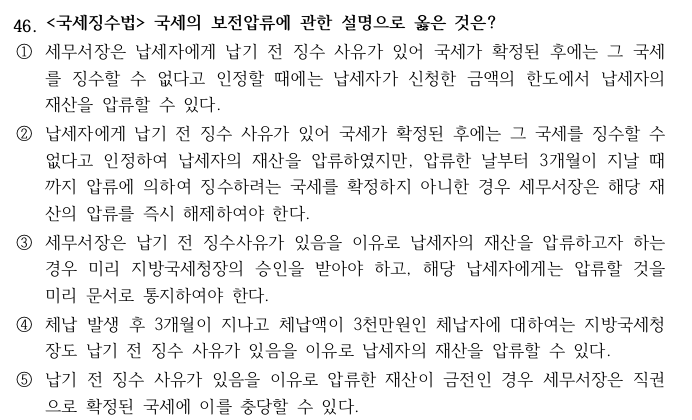 46. <국세징수법> 국세의 보전압류에 관한 설명으로 옳은 것은?
① 세무서장은 납세자에게 납기 전 징수 사유가 있어 국세가 확정된 후에는 그 국세
를 징수할 수 없다고 인정할 때에는 납세자가 신청한 금액의 한도에서 납세자의
재산을 압류할 수 있다.
② 납세자에게 납기 전 징수 사유가 있어 국세가 확정된 후에는 그 국세를 징수할 수
없다고 인정하여 납세자의 재산을 압류하였지만, 압류한 날부터 3개월이 지날 때
까지 압류에 의하여 징수하려는 국세를 확정하지 아니한 경우 세무서장은 해당 재
산의 압류를 즉시 해제하여야 한다.
③ 세무서장은 납기 전 징수사유가 있음을 이유로 납세자의 재산을 압류하고자 하는
경우 미리 지방국세청장의 승인을 받아야 하고, 해당 납세자에게는 압류할 것을
미리 문서로 통지하여야 한다.
④ 체납 발생 후 3개월이 지나고 체납액이 3천만원인 체납자에 대하여는 지방국세청
장도 납기 전 징수 사유가 있음을 이유로 납세자의 재산을 압류할 수 있다.
⑤ 납기 전 징수 사유가 있음을 이유로 압류한 재산이 금전인 경우 세무서장은 직권
으로 확정된 국세에 이를 충당할 수 있다.